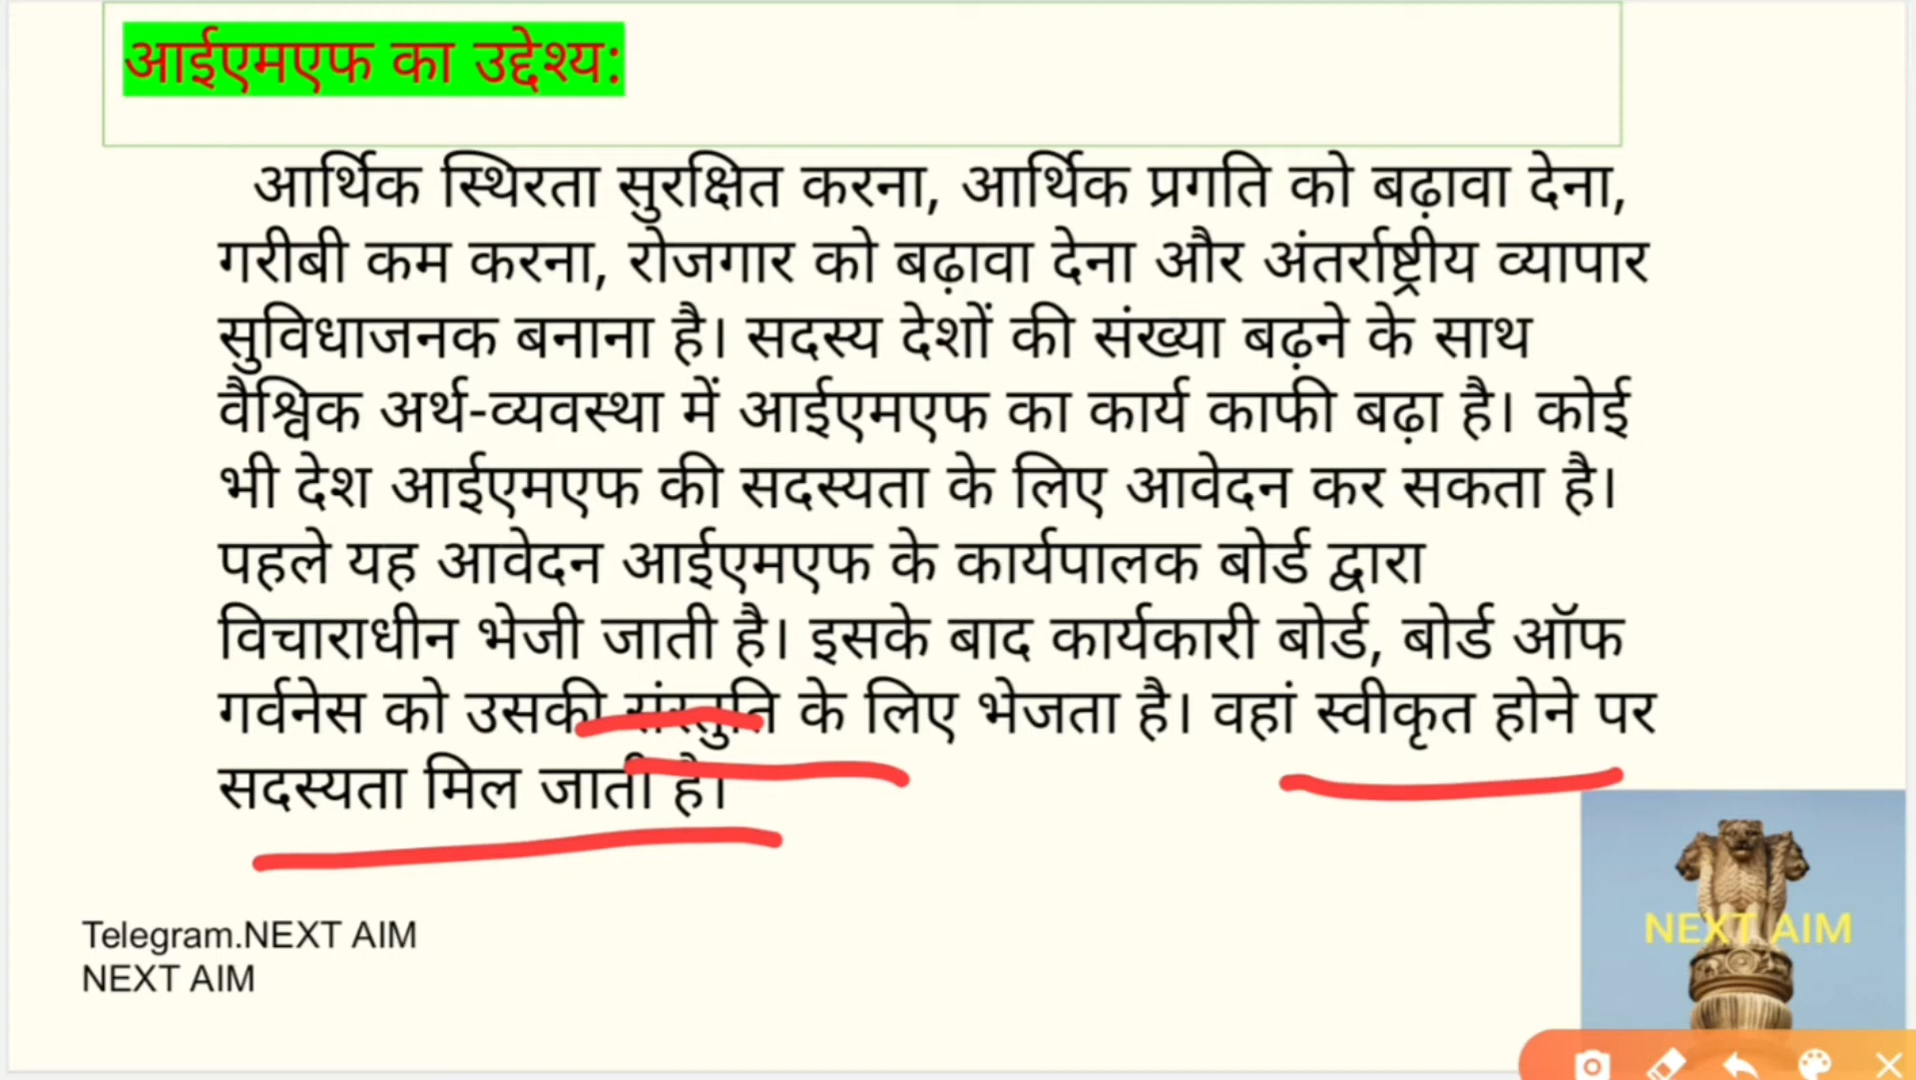 आईएमएफ का उद्देश्य:
आर्थिक स्थिरता सुरक्षित करना, आर्थिक प्रगति को बढ़ावा देना,
गरीबी कम करना, रोजगार को बढ़ावा देना और अंतर्राष्ट्रीय व्यापार
सुविधाजनक बनाना है। सदस्य देशों की संख्या बढ़ने के साथ
वैश्विक अर्थ-व्यवस्था में आईएमएफ का कार्य काफी बढ़ा है। कोई
भी देश आईएमएफ की सदस्यता के लिए आवेदन कर सकता है।
पहले यह आवेदन आईएमएफ के कार्यपालक बोर्ड द्वारा
विचाराधीन भेजी जाती है। इसके बाद कार्यकारी बोर्ड, बोर्ड ऑफ
गर्वनेस को उसकी संस्तुति के लिए भेजता है। वहां स्वीकृत होने पर
सदस्यता मिल जाती है।
Telegram.NEXT AIM
NEXT AIM
NEXT AIM